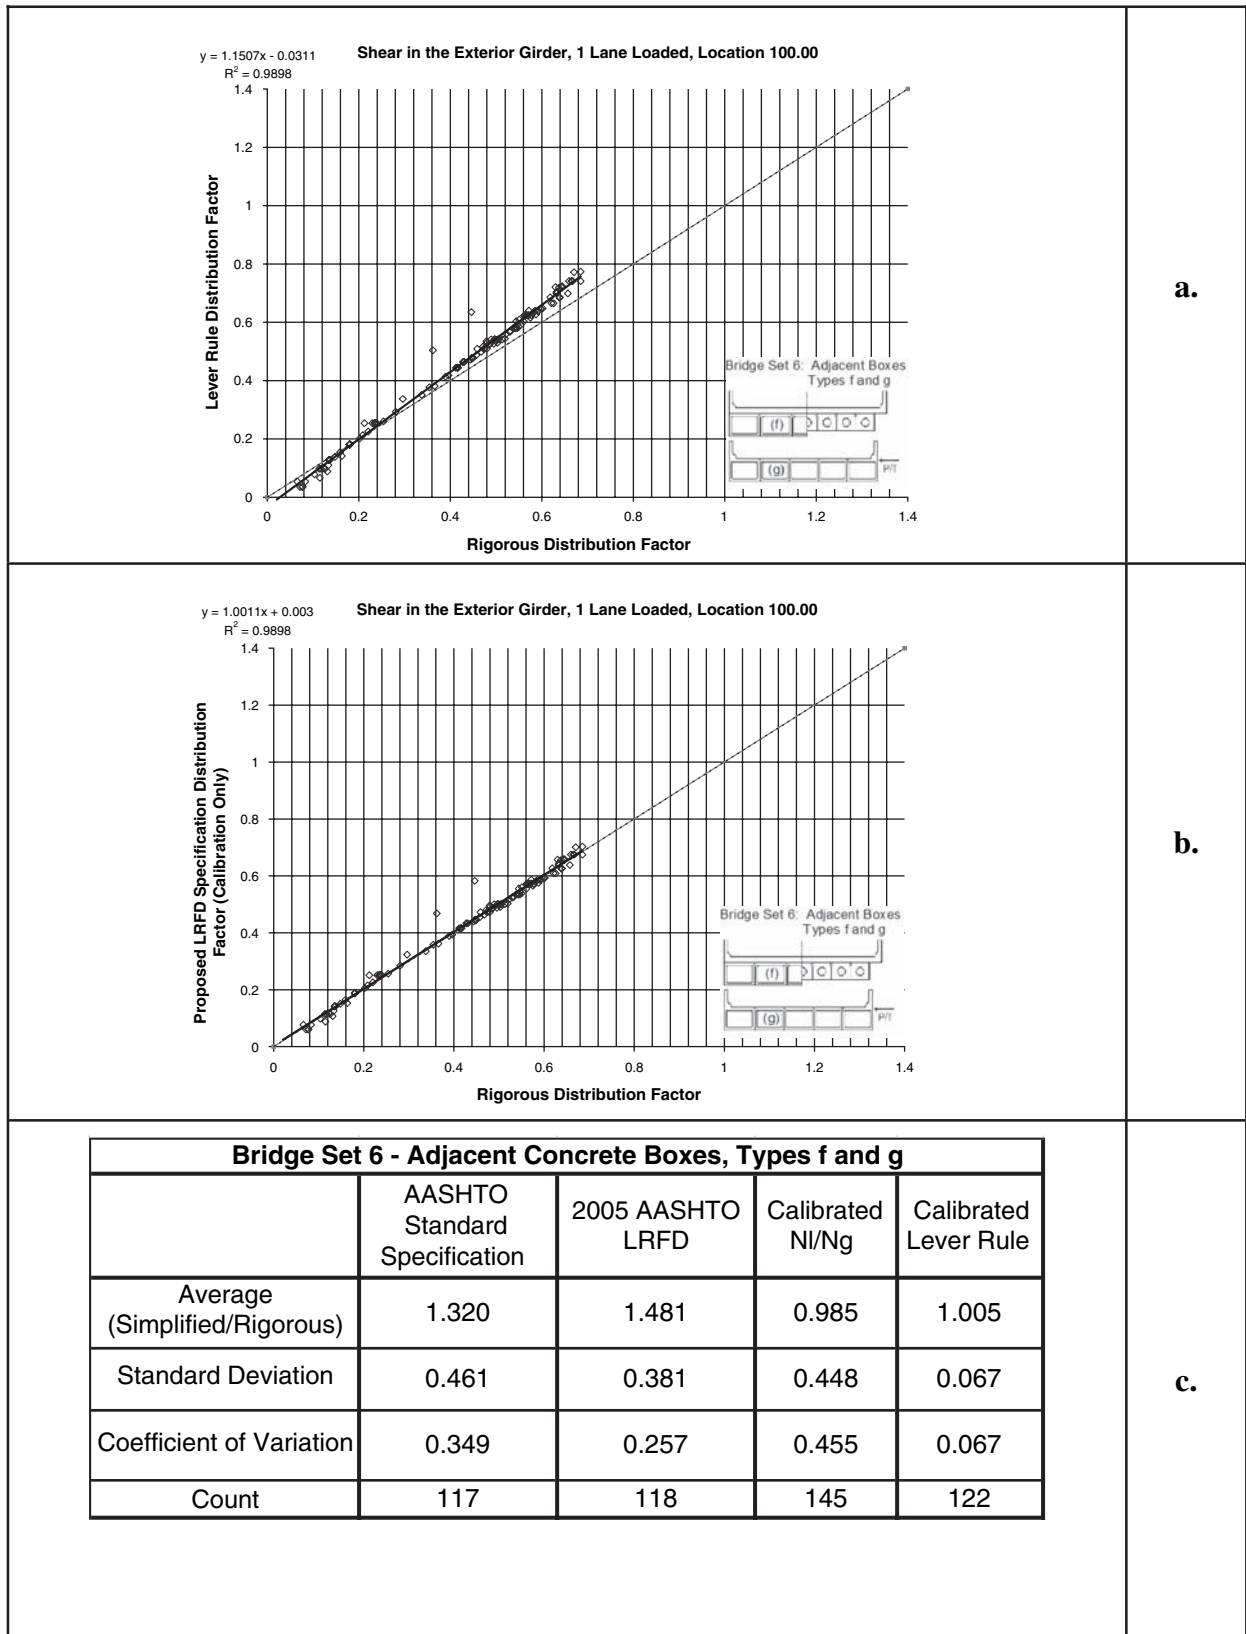 y = 1.1507x - 0.0311
R² = 0.9898
Shear in the Exterior Girder, 1 Lane Loaded, Location 100.00
1.4
1.2
1
0.8
0.6
0.4
0.2
0
Lever Rule Distribution Factor
0 0.2 0.4 0.6 0.8 1 1.2 1.4
Rigorous Distribution Factor
Bridge Set 6: Adjacent Boxes
Types f and g
(f)
(g)
P/T
a.
y = 1.0011x + 0.003
R² = 0.9898
Shear in the Exterior Girder, 1 Lane Loaded, Location 100.00
1.4
1.2
1
0.8
0.6
0.4
0.2
0
Proposed LRFD Specification Distribution
Factor (Calibration Only)
0 0.2 0.4 0.6 0.8 1 1.2 1.4
Rigorous Distribution Factor
Bridge Set 6: Adjacent Boxes
Types f and g
(f)
(g)
P/T
b.
Bridge Set 6 - Adjacent Concrete Boxes, Types f and g
AASHTO Standard Specification 2005 AASHTO LRFD Calibrated Nl/Ng Calibrated Lever Rule
Average (Simplified/Rigorous) 1.320 1.481 0.985 1.005
Standard Deviation 0.461 0.381 0.448 0.067
Coefficient of Variation 0.349 0.257 0.455 0.067
Count 117 118 145 122
c.